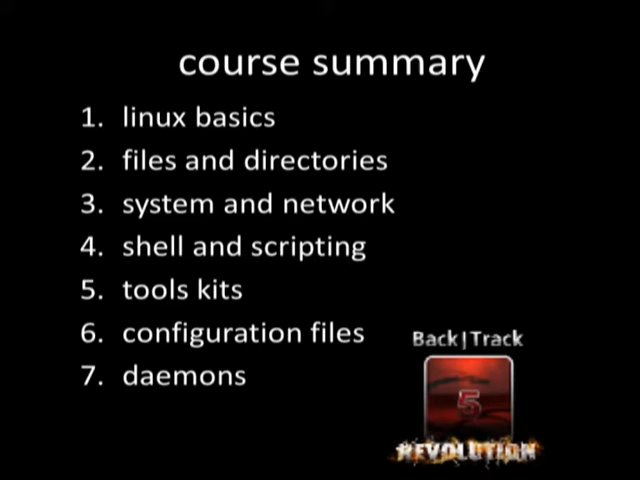 course summary
1. linux basics
2. files and directories
3. system and network
4. shell and scripting
5. tools kits
6. configuration files
7. daemons
Back|Track
5
REVOLUTION